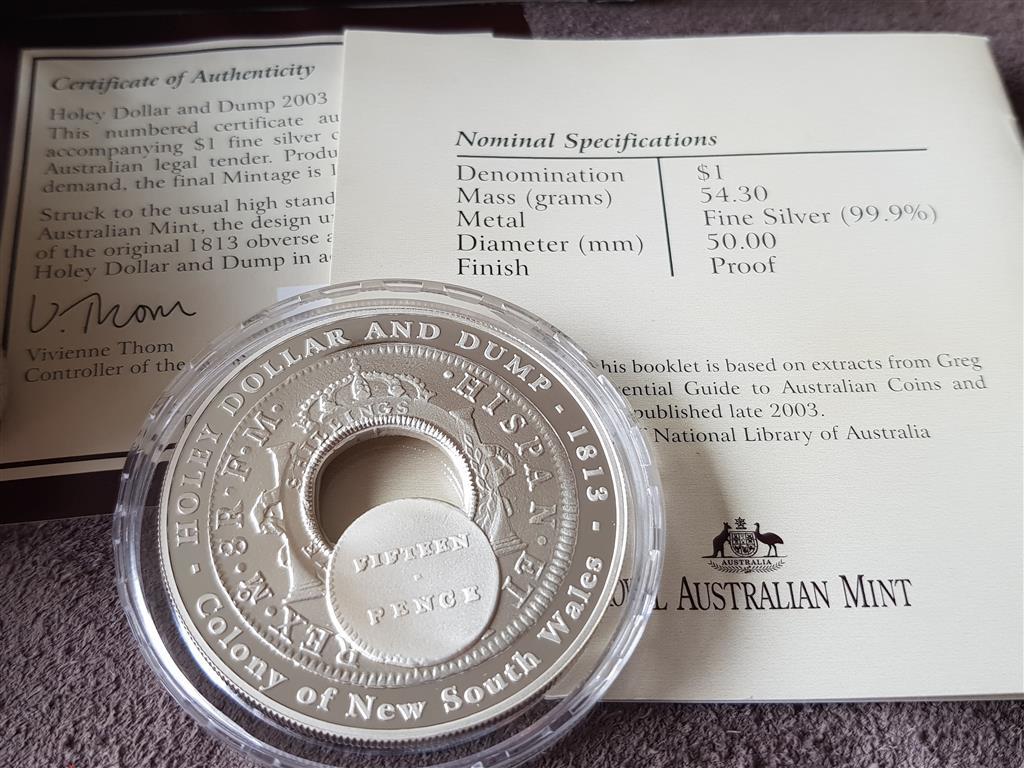 Certificate of Authenticity
Holey Dollar and Dump 2003
This numbered certificate au
accompanying $1 fine silver c
Australian legal tender. Produ
demand, the final Mintage is 1
Struck to the usual high stand
Australian Mint, the design u
of the original 1813 obverse a
Holey Dollar and Dump in a
V. Thom
Vivienne Thom
Controller of the
Nominal Specifications
Denomination $1
Mass (grams) 54.30
Metal Fine Silver (99.9%)
Diameter (mm) 50.00
Finish Proof
his booklet is based on extracts from Greg
ential Guide to Australian Coins and
published late 2003.
National Library of Australia
AUSTRALIA
AUSTRALIAN MINT
- HOLEY DOLLAR AND DUMP - 1813 -
Colony of New South Wales
HISPAN · ET
REX · N · 8R · F · M ·
SHILLINGS
FIFTEEN
-
PENCE